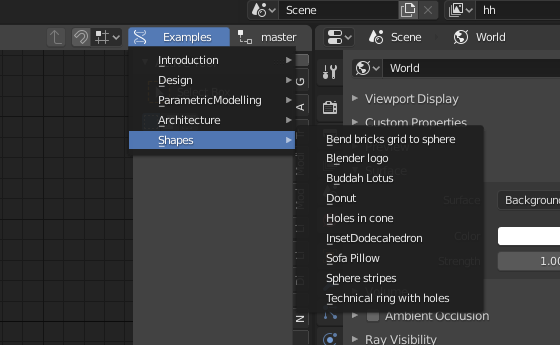 Scene
hh
Examples
master
Scene
World
Introduction
Design
ParametricModelling
Architecture
Shapes
World
Viewport Display
Custom Properties
Bend bricks grid to sphere
Blender logo
Buddah Lotus
Donut
Holes in cone
InsetDodecahedron
Sofa Pillow
Sphere stripes
Technical ring with holes
Surface
Background
Color
Strength
1.00
G
A
N
Ambient Occlusion
Ray Visibility